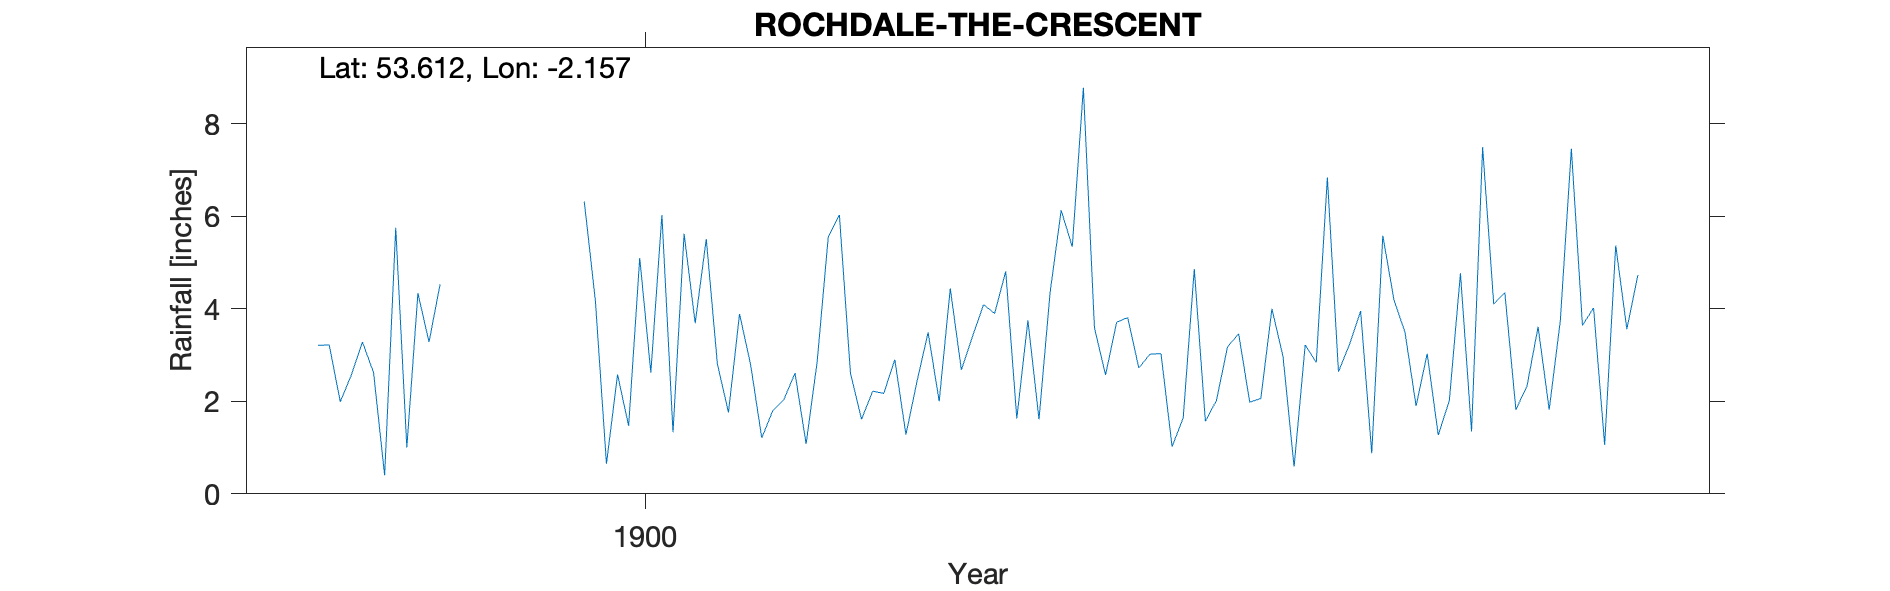 ROCHDALE-THE-CRESCENT
Lat: 53.612, Lon: -2.157
8
6
4
2
0
Rainfall [inches]
1900
Year